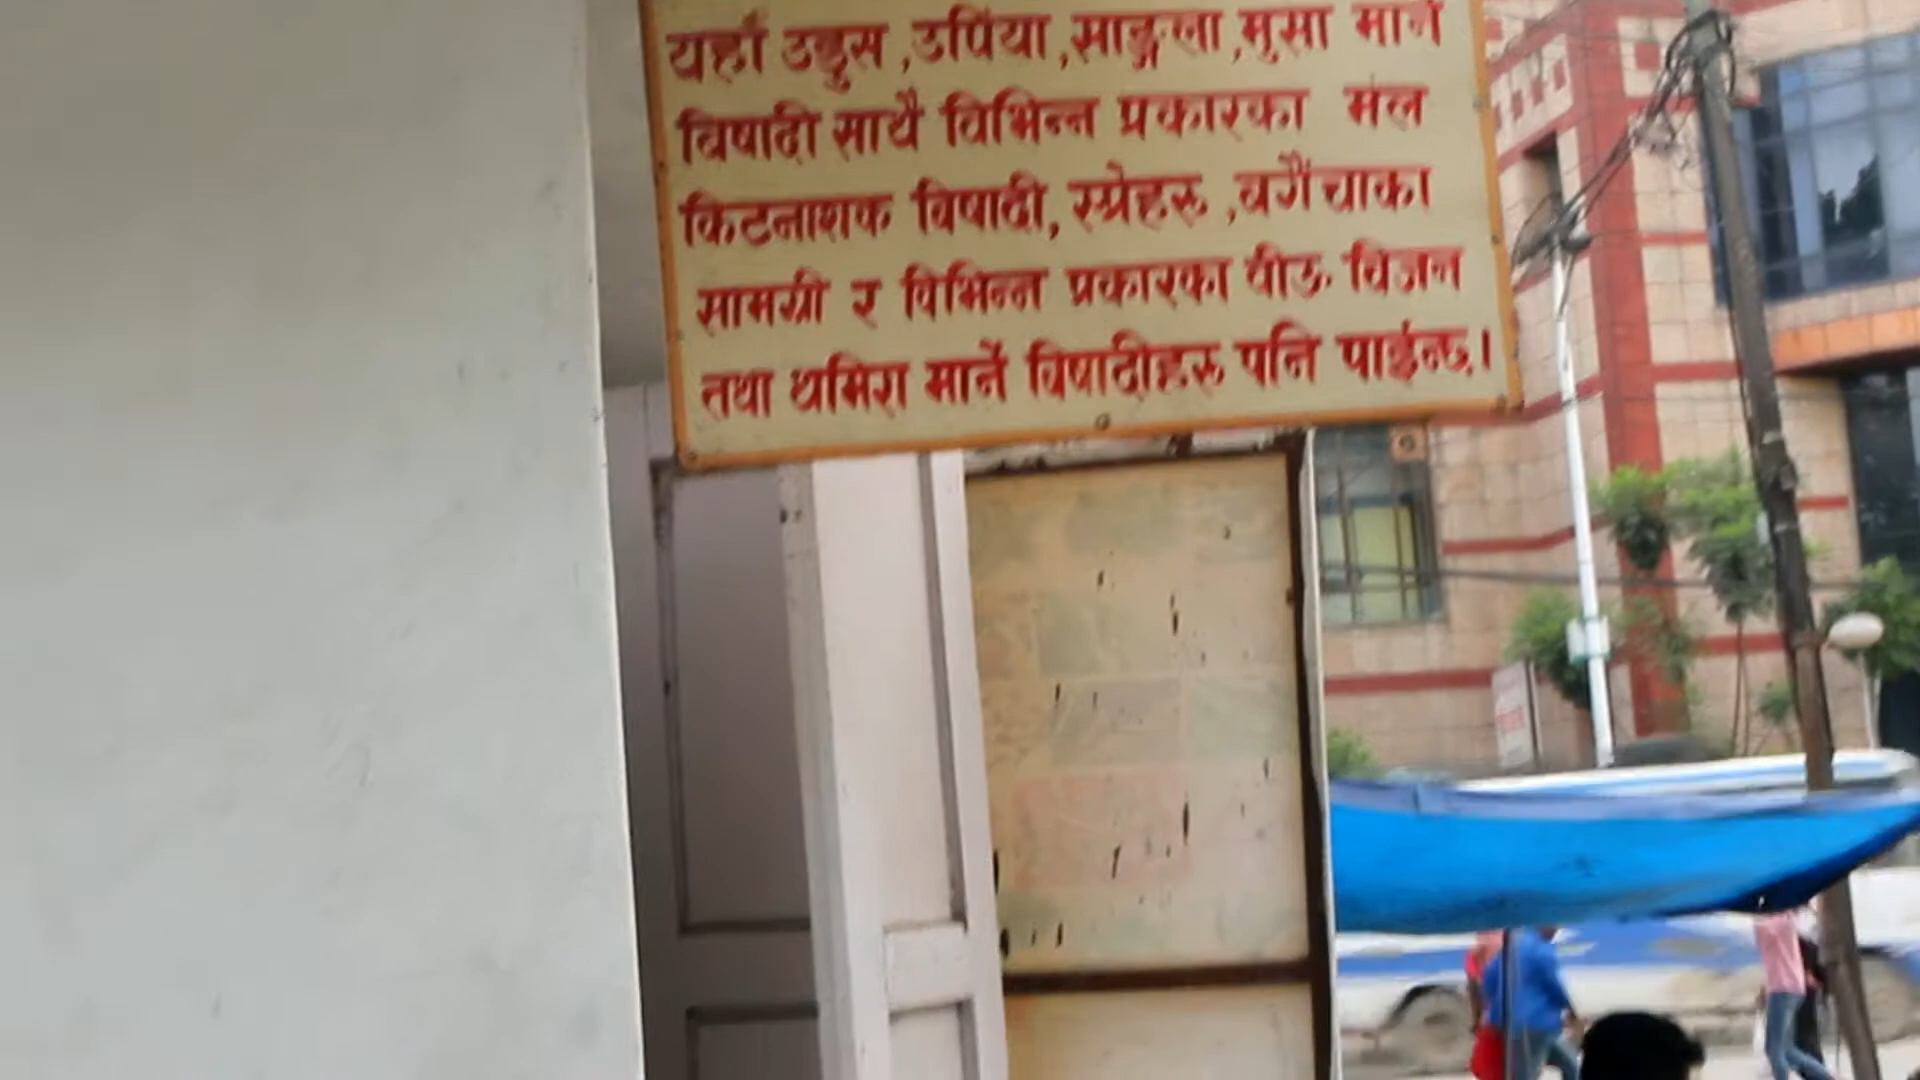 यहाँ उडुस ,उपिंया ,साङ्गला ,मुसा मार्ने
विषादी साथै विभिन्न प्रकारका मल
किटनाशक विषादी, स्प्रेहरु ,बगैंचाका
सामग्री र विभिन्न प्रकारका वीऊ विजन
तथा धमिरा मार्ने विषादीहरु पनि पाईन्छ।